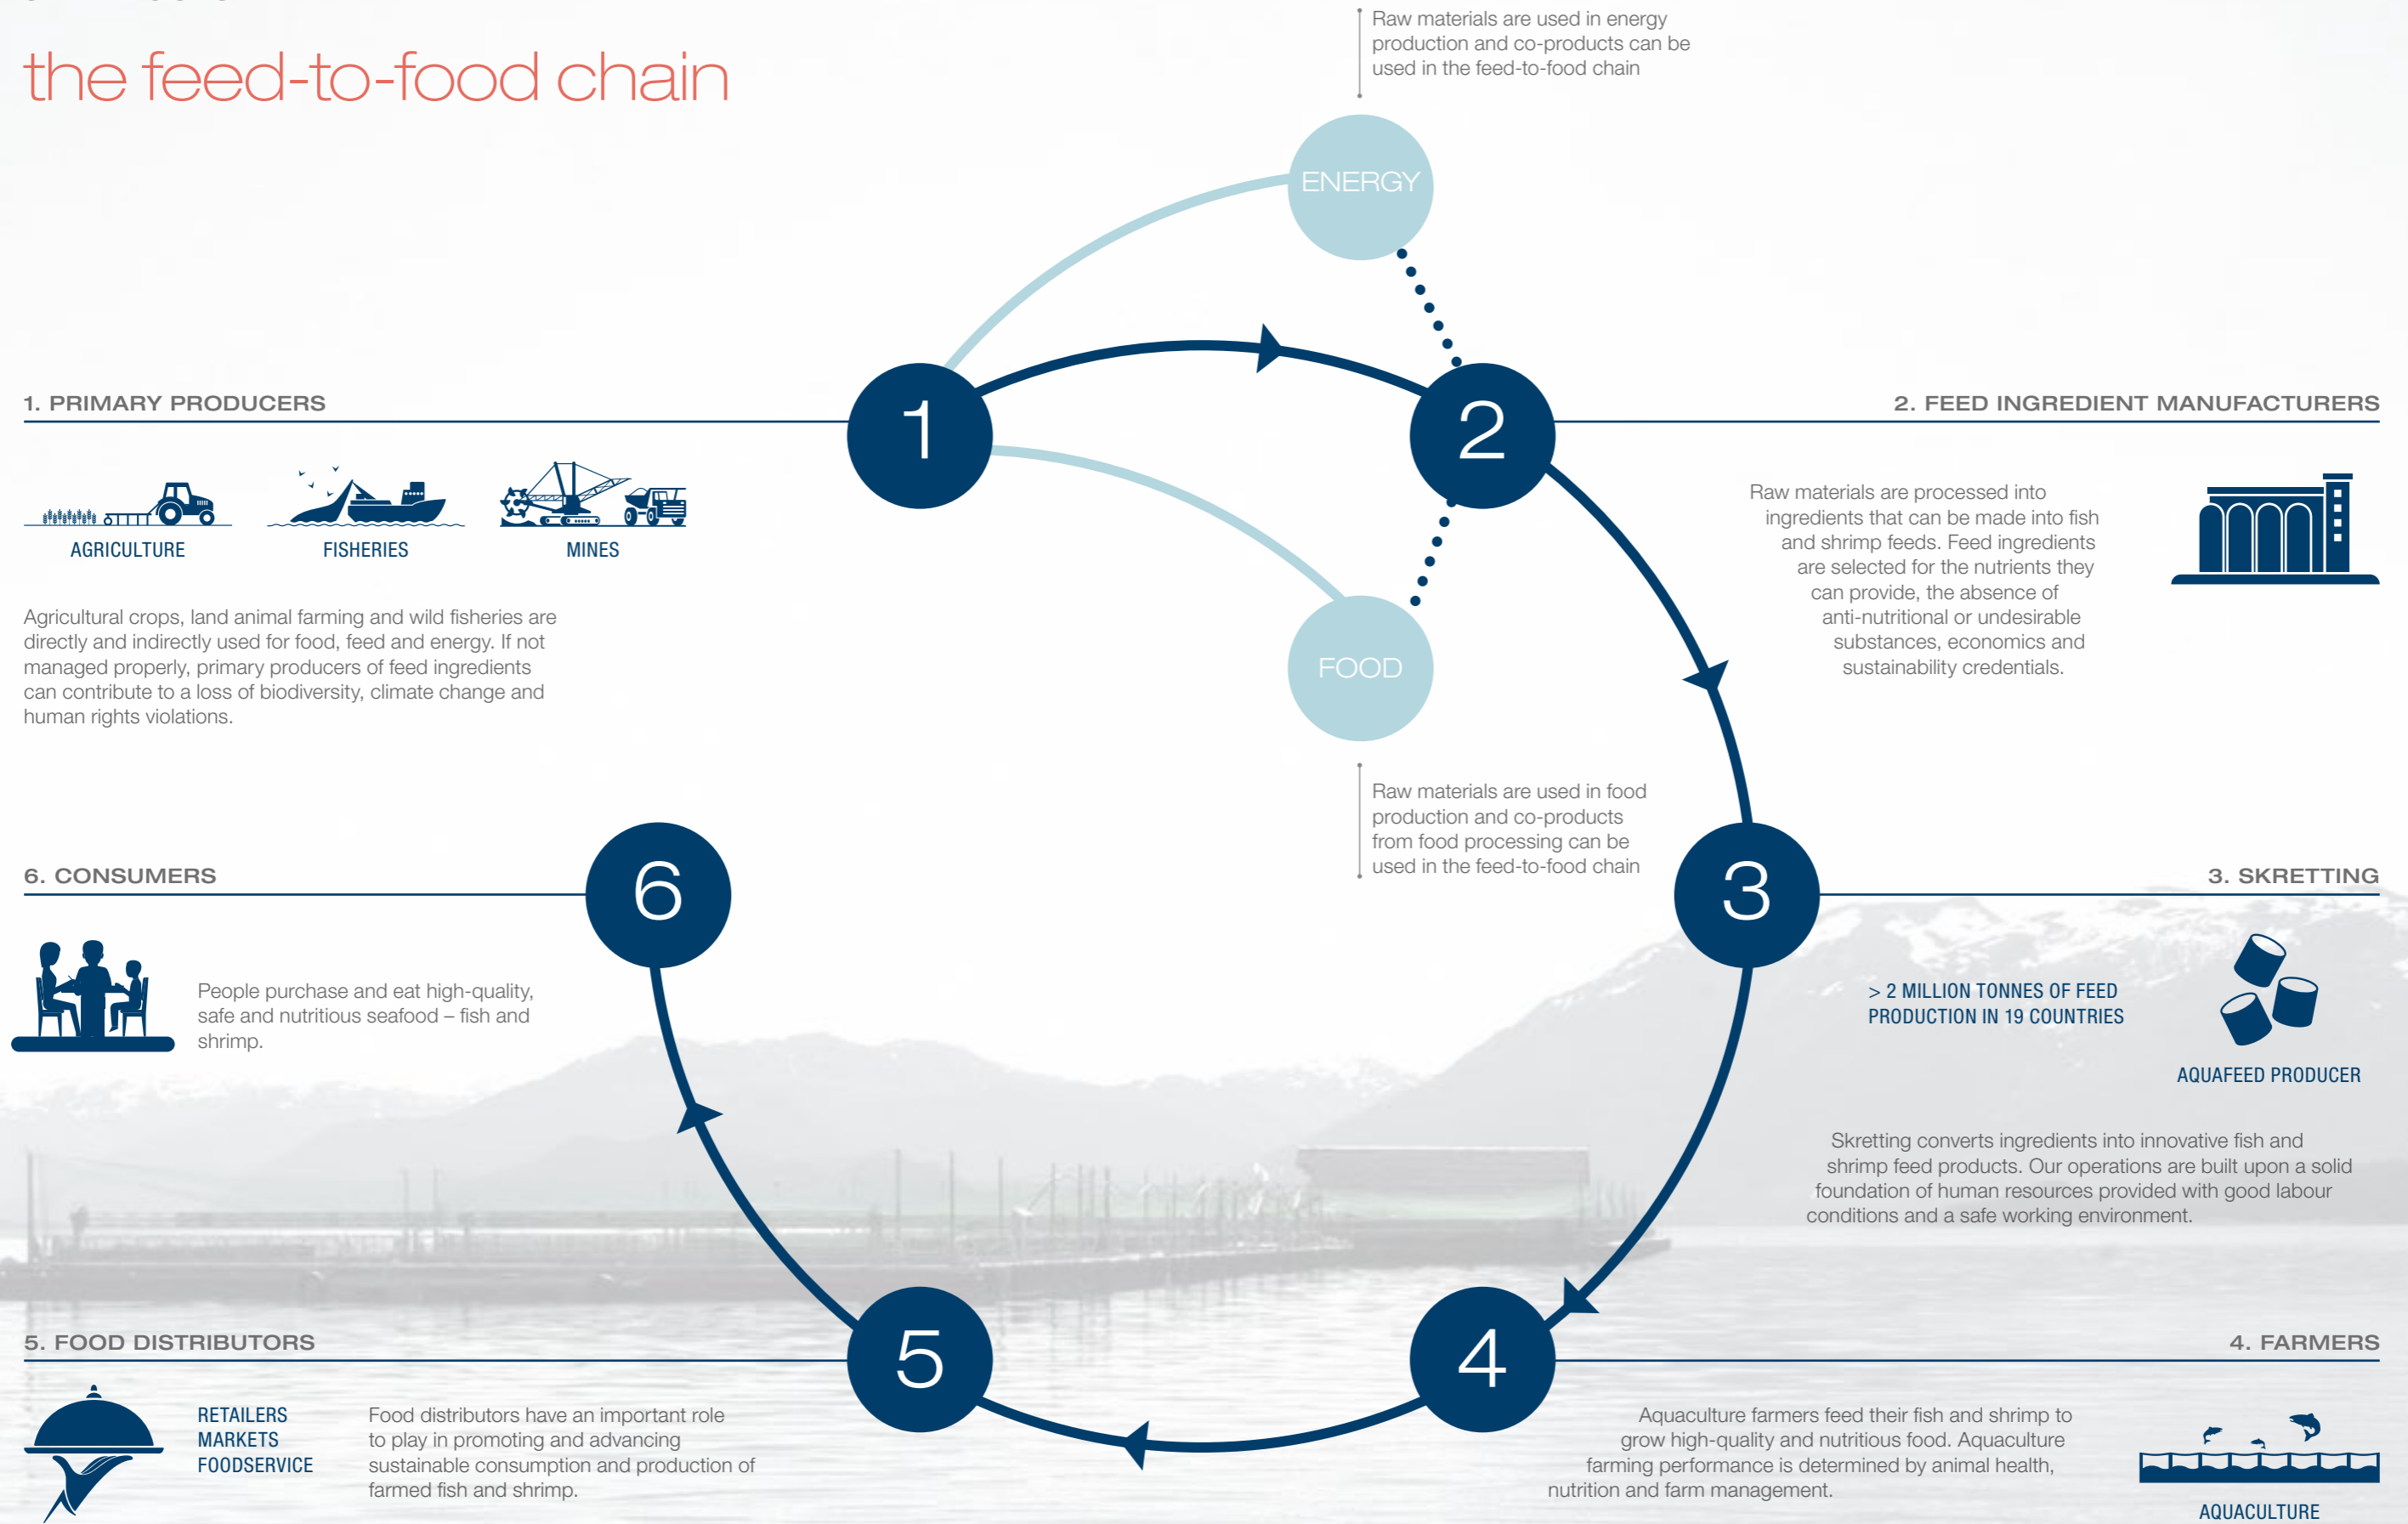 the feed-to-food chain
Raw materials are used in energy
production and co-products can be
used in the feed-to-food chain
ENERGY
1
2
1. PRIMARY PRODUCERS
AGRICULTURE
FISHERIES
MINES
Agricultural crops, land animal farming and wild fisheries are
directly and indirectly used for food, feed and energy. If not
managed properly, primary producers of feed ingredients
can contribute to a loss of biodiversity, climate change and
human rights violations.
2. FEED INGREDIENT MANUFACTURERS
Raw materials are processed into
ingredients that can be made into fish
and shrimp feeds. Feed ingredients
are selected for the nutrients they
can provide, the absence of
anti-nutritional or undesirable
substances, economics and
sustainability credentials.
FOOD
Raw materials are used in food
production and co-products
from food processing can be
used in the feed-to-food chain
6
3
6. CONSUMERS
People purchase and eat high-quality,
safe and nutritious seafood – fish and
shrimp.
3. SKRETTING
> 2 MILLION TONNES OF FEED
PRODUCTION IN 19 COUNTRIES
AQUAFEED PRODUCER
Skretting converts ingredients into innovative fish and
shrimp feed products. Our operations are built upon a solid
foundation of human resources provided with good labour
conditions and a safe working environment.
5
4
5. FOOD DISTRIBUTORS
RETAILERS
MARKETS
FOODSERVICE
Food distributors have an important role
to play in promoting and advancing
sustainable consumption and production of
farmed fish and shrimp.
4. FARMERS
Aquaculture farmers feed their fish and shrimp to
grow high-quality and nutritious food. Aquaculture
farming performance is determined by animal health,
nutrition and farm management.
AQUACULTURE